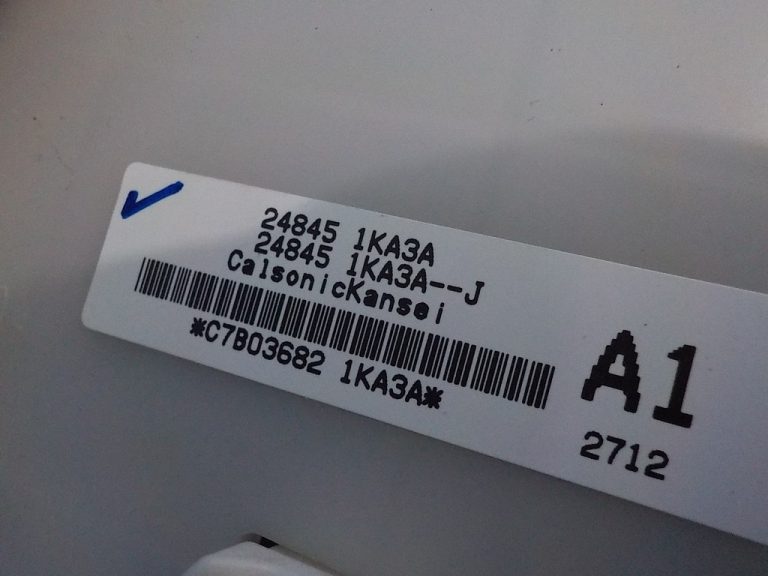 24845 1KA3A
24845 1KA3A--J
CalsonicKansei
*C7B03682 1KA3A*
A1
2712